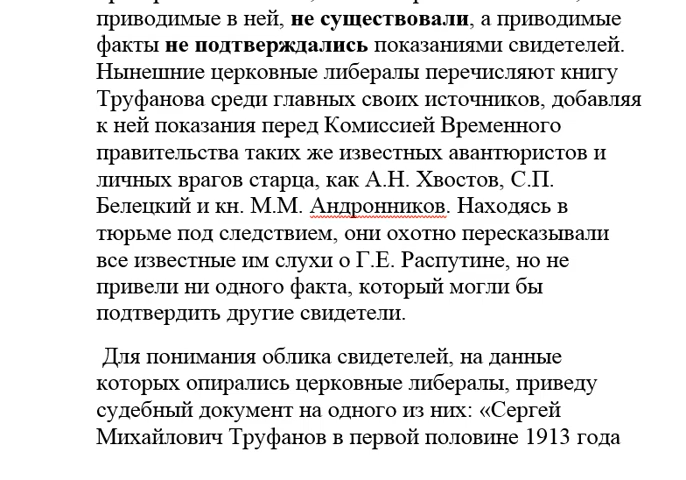 приводимые в ней, не существовали, а приводимые
факты не подтверждались показаниями свидетелей.
Нынешние церковные либералы перечисляют книгу
Труфанова среди главных своих источников, добавляя
к ней показания перед Комиссией Временного
правительства таких же известных авантюристов и
личных врагов старца, как А.Н. Хвостов, С.П.
Белецкий и кн. М.М. Андронников. Находясь в
тюрьме под следствием, они охотно пересказывали
все известные им слухи о Г.Е. Распутине, но не
привели ни одного факта, который могли бы
подтвердить другие свидетели.
Для понимания облика свидетелей, на данные
которых опирались церковные либералы, приведу
судебный документ на одного из них: «Сергей
Михайлович Труфанов в первой половине 1913 года